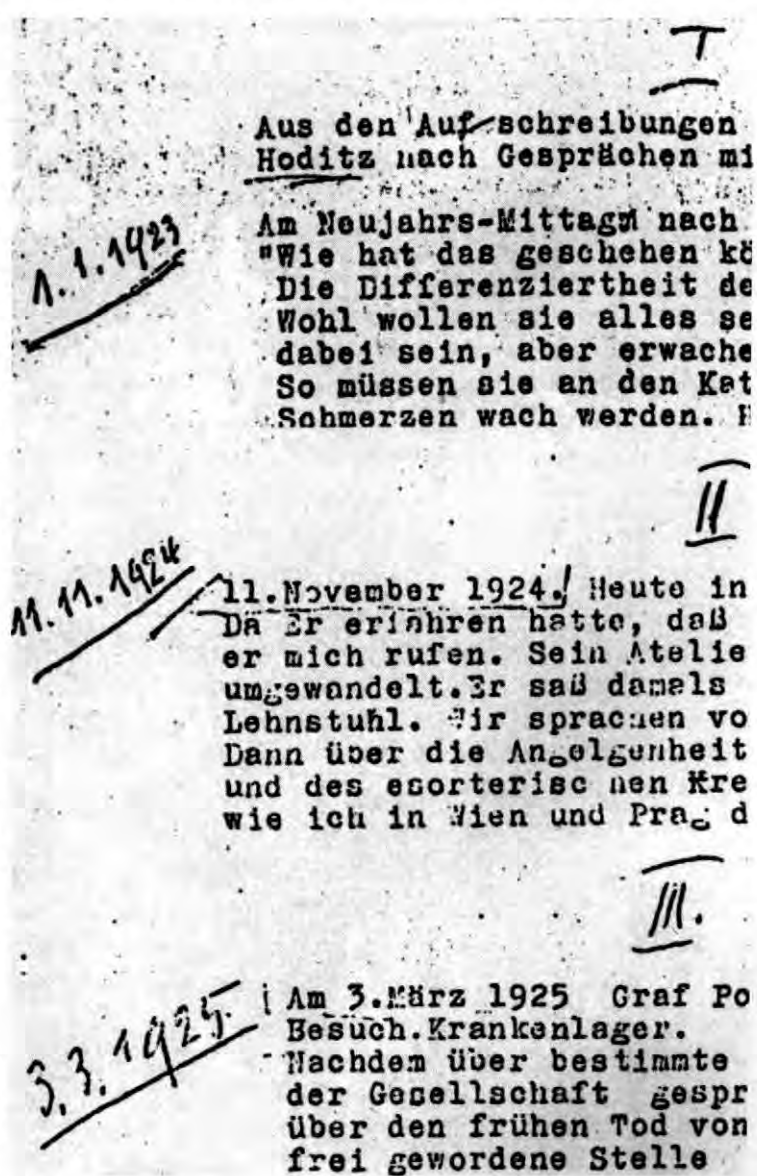 I
Aus den Aufschreibungen
Hoditz nach Gesprächen mi
1.1.1923
Am Neujahrs-Mittag nach
"Wie hat das geschehen kö
Die Differenziertheit de
Wohl wollen sie alles se
dabei sein, aber erwache
So müssen sie an den Kat
Schmerzen wach werden. H
II
11.11.1924
11.November 1924. Heute in
Da Er erfahren hatte, daß
er mich rufen. Sein Atelie
umgewandelt.Er saß damals
Lehnstuhl. Wir sprachen vo
Dann über die Angelgenheit
und des esorterischen Kre
wie ich in Wien und Prag d
III.
3.3.1925.
Am 3.März 1925 Graf Po
Besuch.Krankenlager.
Nachdem über bestimmte
der Gesellschaft gespr
über den frühen Tod von
frei gewordene Stelle